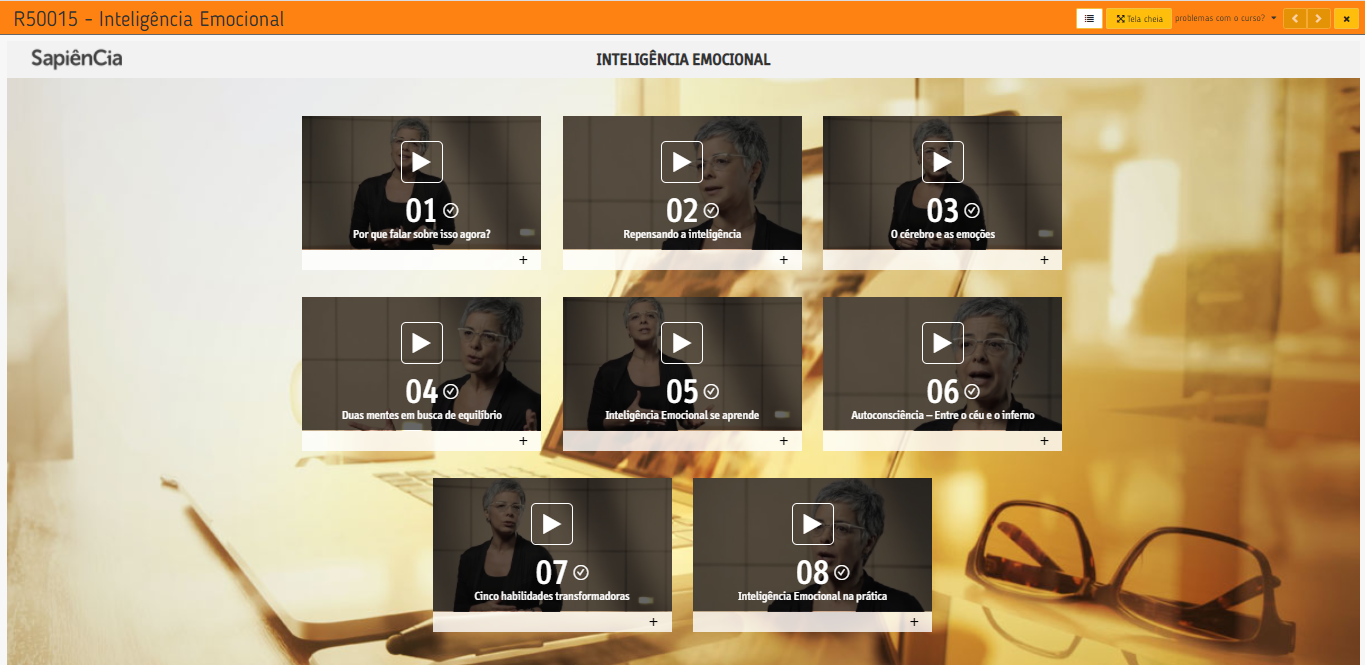 R50015 - Inteligência Emocional
Tela cheia
problemas com o curso?
SapiênCia
INTELIGÊNCIA EMOCIONAL
01
Por que falar sobre isso agora?
+
02
Repensando a inteligência
+
03
O cérebro e as emoções
+
04
Duas mentes em busca de equilíbrio
+
05
Inteligência Emocional se aprende
+
06
Autoconsciência – Entre o céu e o inferno
+
07
Cinco habilidades transformadoras
+
08
Inteligência Emocional na prática
+